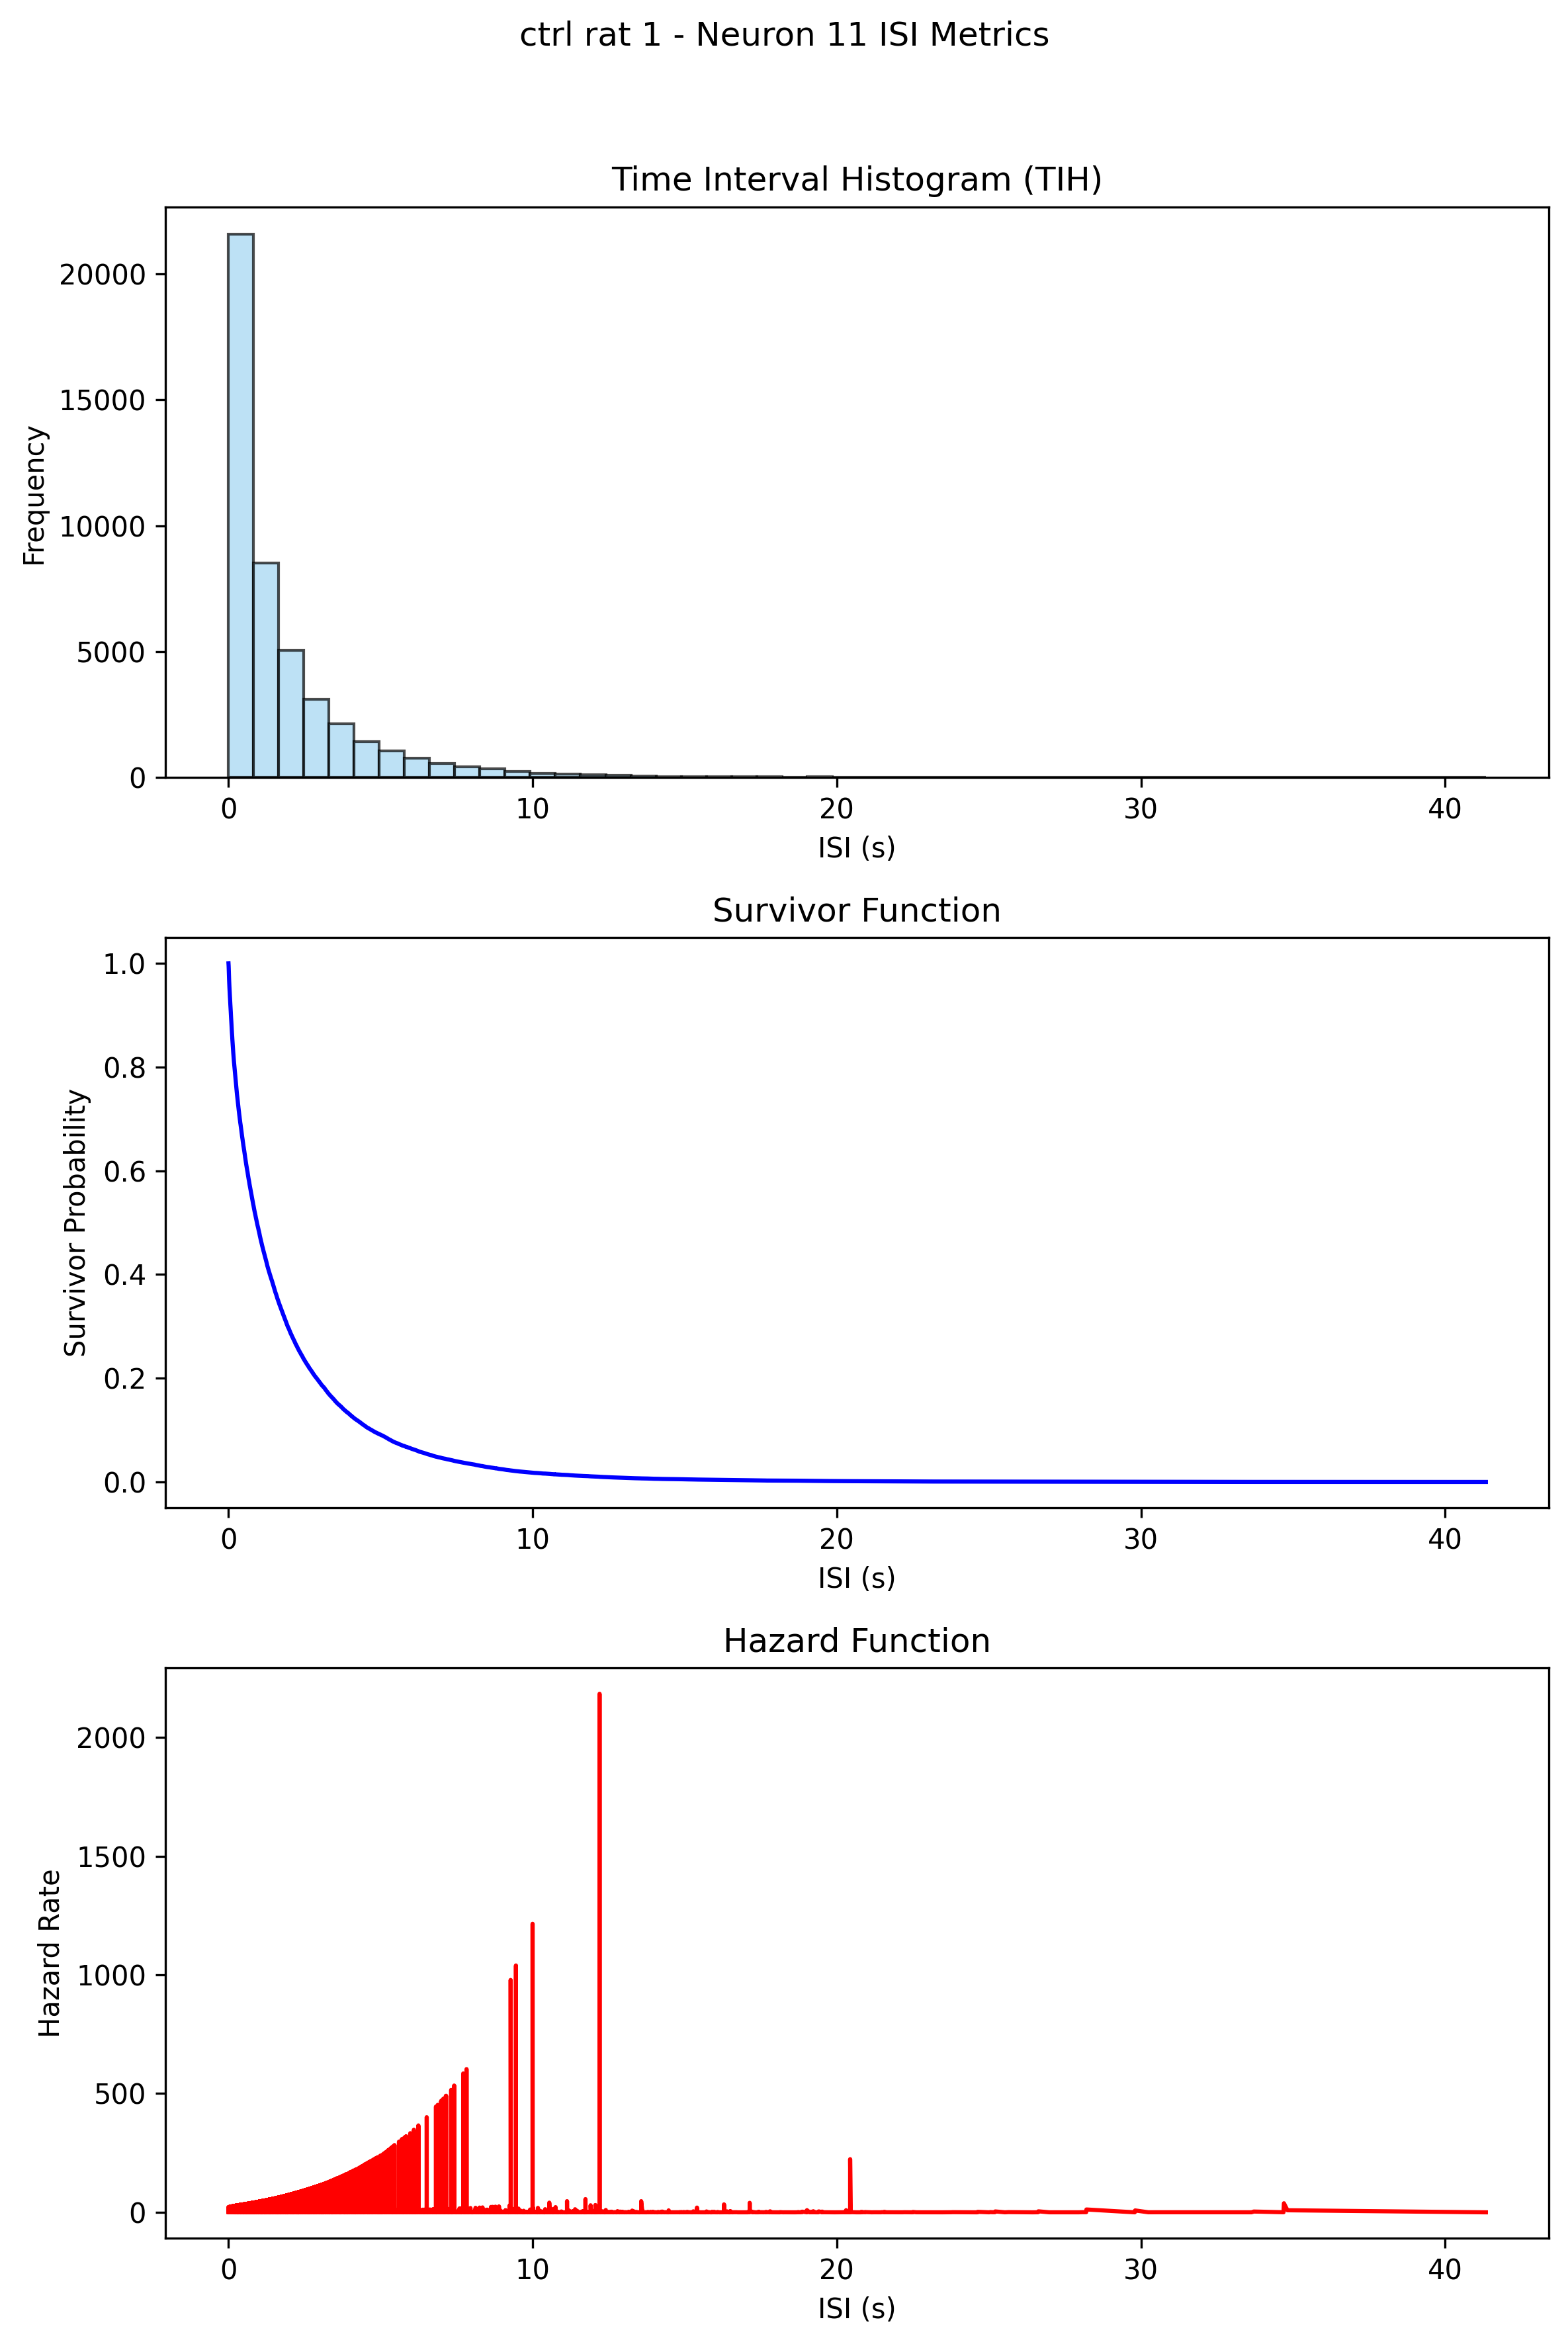 ctrl rat 1 - Neuron 11 ISI Metrics
Time Interval Histogram (TIH)
20000
15000
10000
5000
0
Frequency
0 10 20 30 40
ISI (s)
Survivor Function
1.0
0.8
0.6
0.4
0.2
0.0
Survivor Probability
0 10 20 30 40
ISI (s)
Hazard Function
2000
1500
1000
500
0
Hazard Rate
0 10 20 30 40
ISI (s)